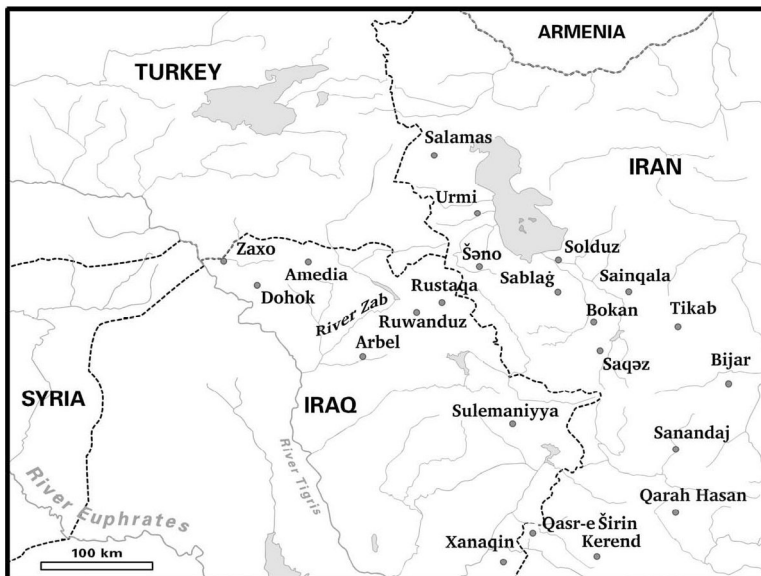 ARMENIA
TURKEY
Salamas
IRAN
Urmi
Zaxo
Šəno
Solduz
Amedia
Sablaġ
Sainqala
Dohok
Rustaqa
River Zab
Ruwanduz
Bokan
Tikab
Arbel
Saqəz
Bijar
SYRIA
IRAQ
Sulemaniyya
Sanandaj
River Tigris
River Euphrates
Qarah Hasan
Qasr-e Širin
Xanaqin
Kerend
100 km